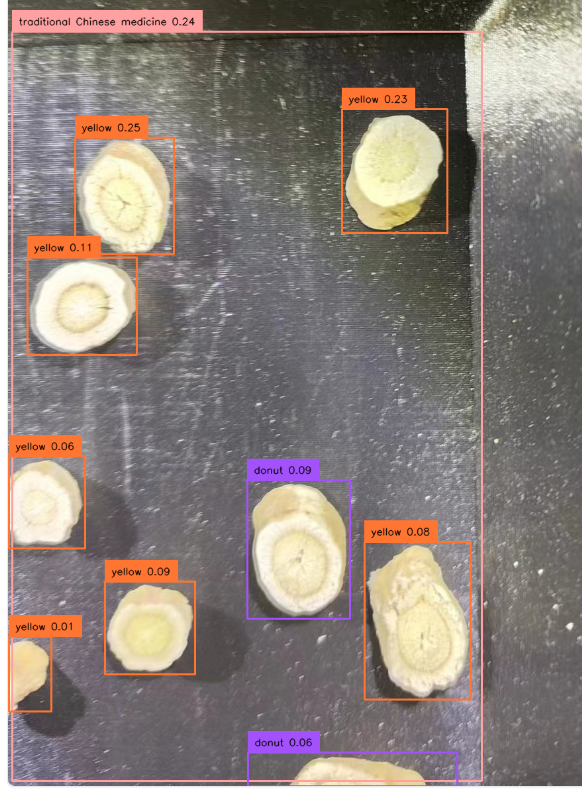 traditional Chinese medicine 0.24
yellow 0.23
yellow 0.25
yellow 0.11
yellow 0.06
donut 0.09
yellow 0.08
yellow 0.09
yellow 0.01
donut 0.06